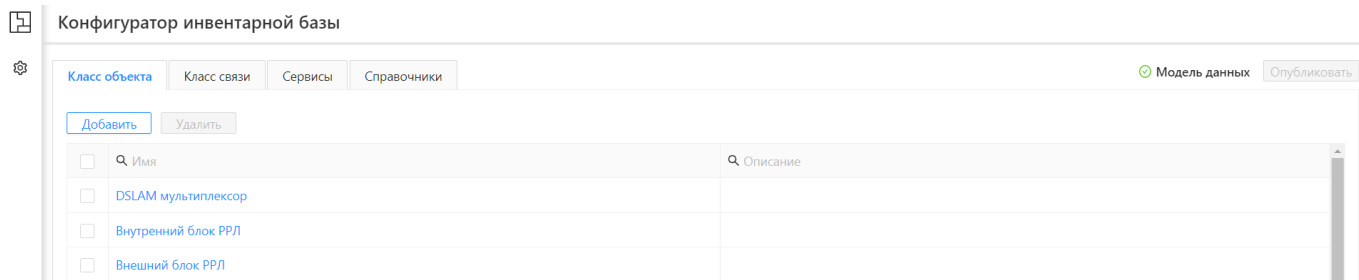 Конфигуратор инвентарной базы
Класс объекта Класс связи Сервисы Справочники Модель данных Опубликовать
Добавить Удалить
Имя Описание
DSLAM мультиплексор
Внутренний блок РРЛ
Внешний блок РРЛ